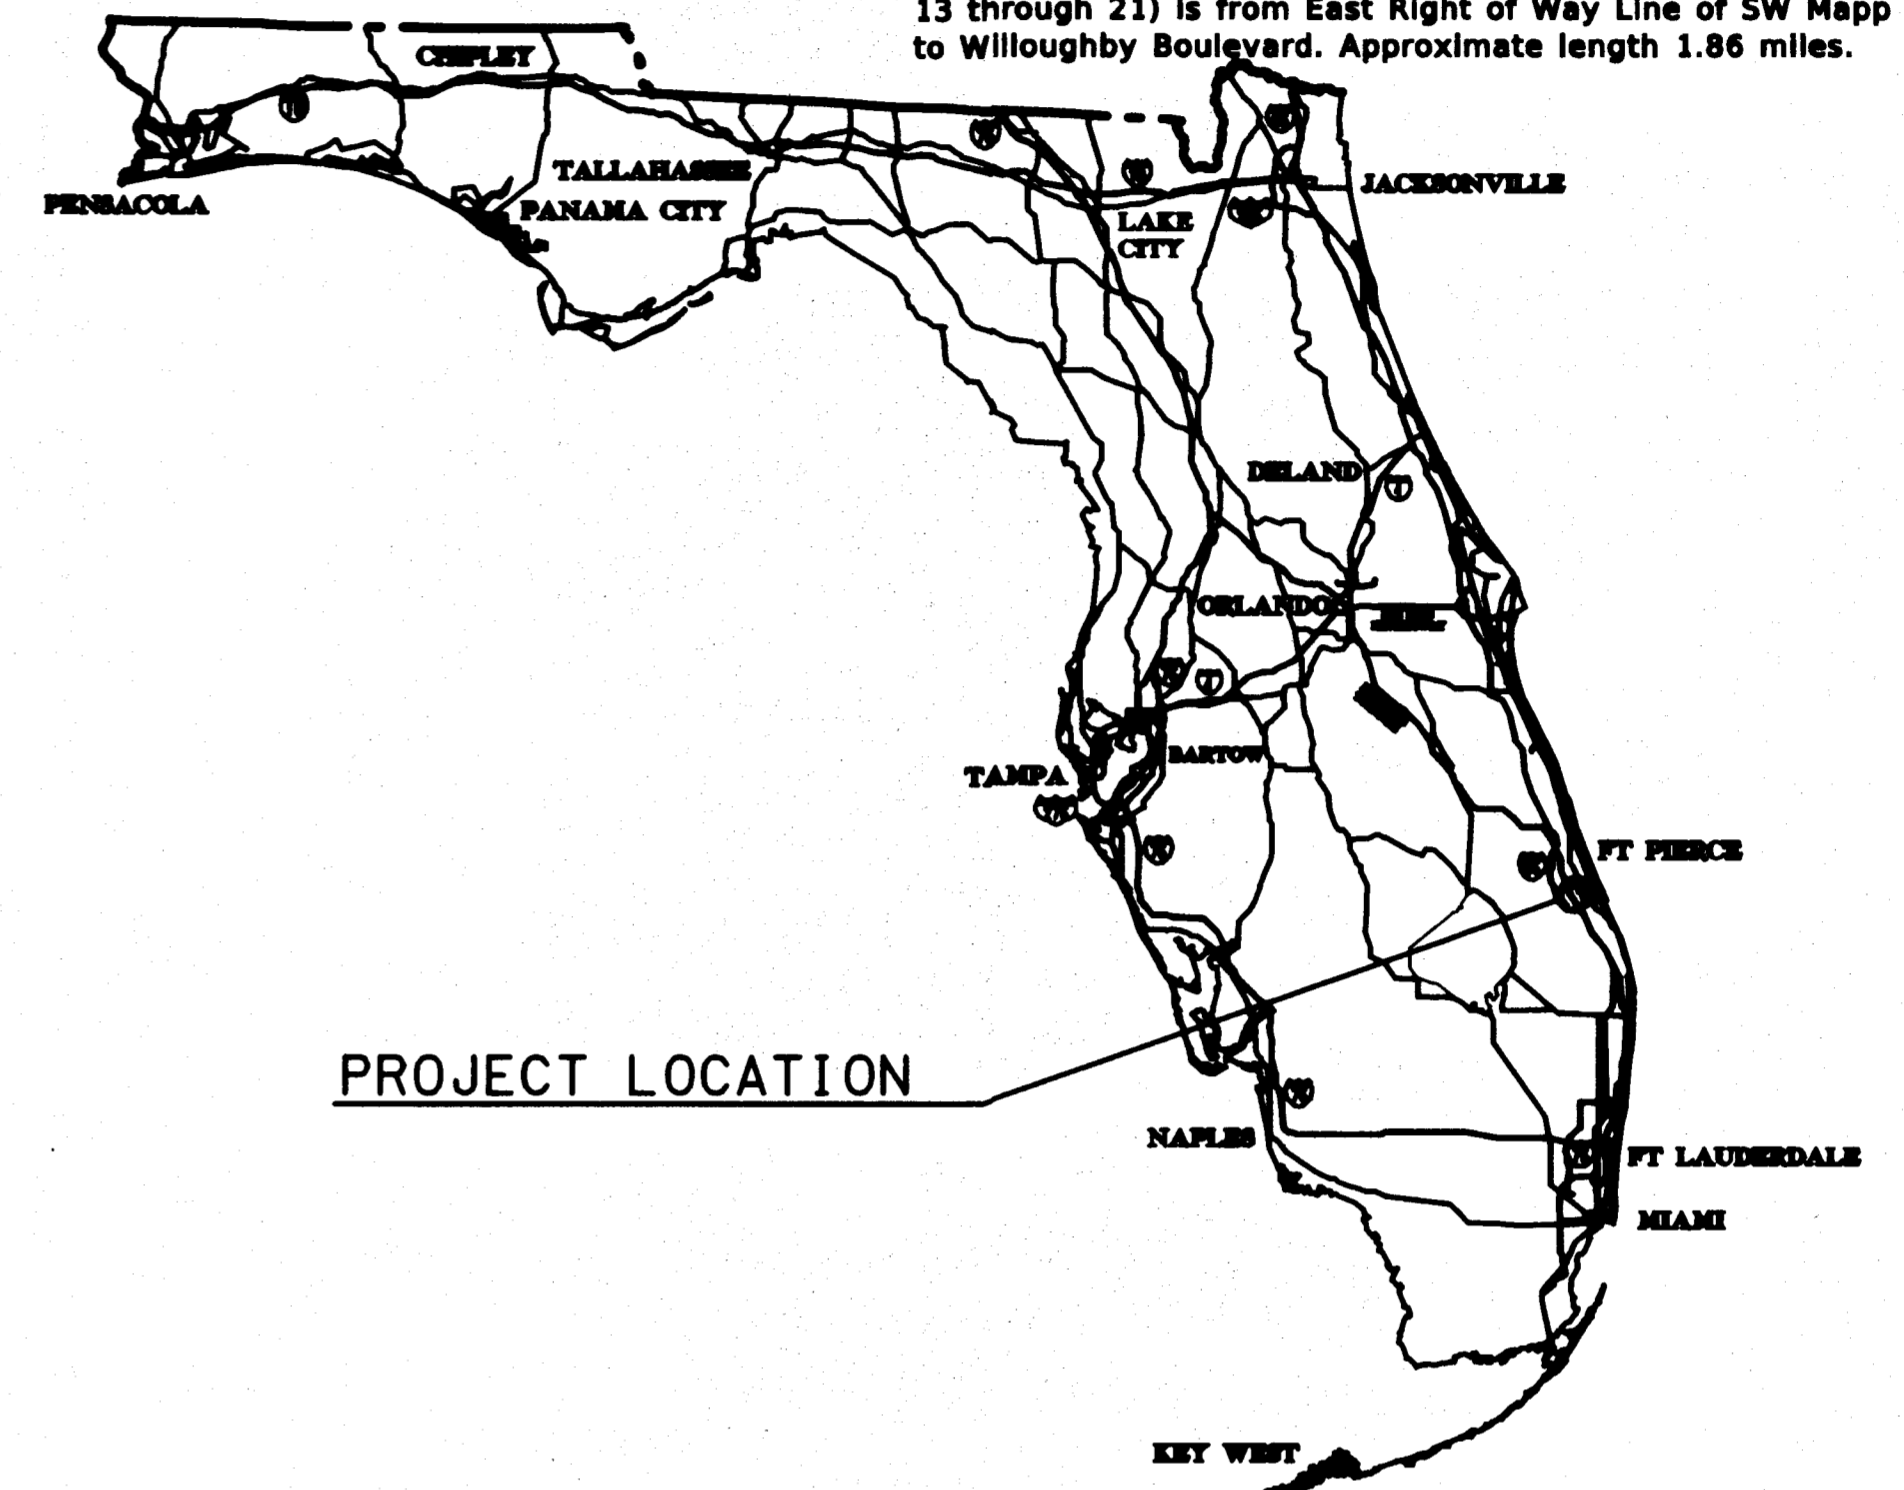 13 through 21) is from East Right of Way Line of SW Mapp
to Willoughby Boulevard. Approximate length 1.86 miles.
CHIPLEY
PENSACOLA
TALLAHASSEE
PANAMA CITY
JACKSONVILLE
LAKE
CITY
DELAND
ORLANDO
BARTOW
TAMPA
FT PIERCE
PROJECT LOCATION
NAPLES
FT LAUDERDALE
MIAMI
KEY WEST